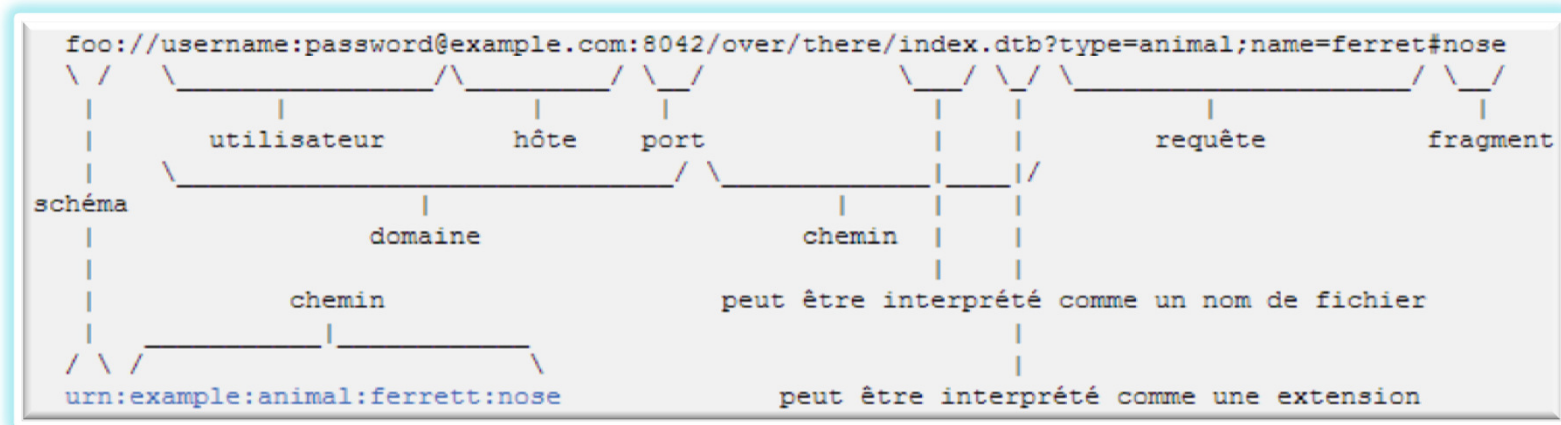 foo://username:password@example.com:8042/over/there/index.dtb?type=animal;name=ferret#nose
utilisateur hôte port requête fragment
schéma
domaine chemin
chemin peut être interprété comme un nom de fichier
urn:example:animal:ferrett:nose peut être interprété comme une extension